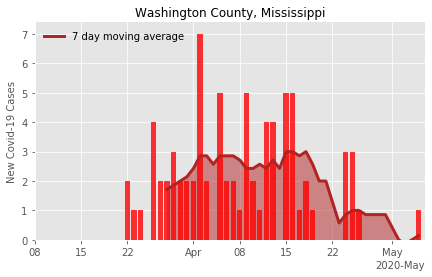 Washington County, Mississippi
7 day moving average
New Covid-19 Cases
7
6
5
4
3
2
1
0
08 15 22 Apr 08 15 22 May
2020-May